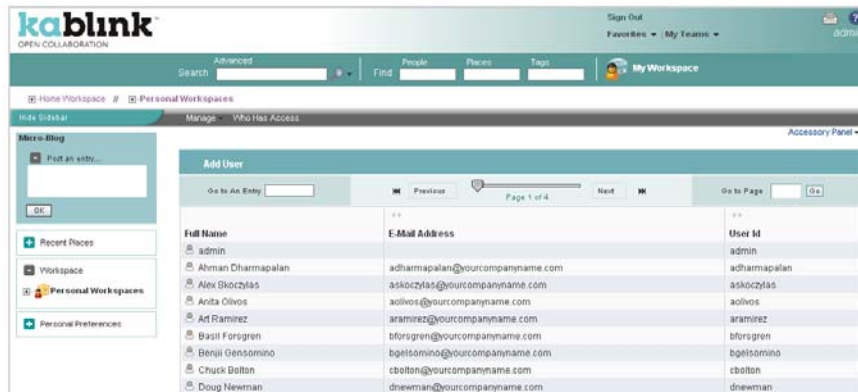 kablink
OPEN COLLABORATION
Sign Out
Favorites My Teams
Advanced
Search
Find
People
Places
Tags
My Workspace
Home Workspace // Personal Workspaces
Hide Sidebar
Manage Who Has Access
Accessory Panel
Micro-Blog
Post an entry...
OK
Recent Places
Workspace
Personal Workspaces
Personal Preferences
Add User
Go to An Entry
Previous
Page 1 of 4
Next
Go to Page
Go
Full Name E-Mail Address User Id
admin admin
Ahman Dharmapalan adharmapalan@yourcompanyname.com adharmapalan
Alex Skoczylas askoczylas@yourcompanyname.com askoczylas
Anita Olivos aolivos@yourcompanyname.com aolivos
Art Ramirez aramirez@yourcompanyname.com aramirez
Basil Forsgren bforsgren@yourcompanyname.com bforsgren
Benji Gensomino bgelsomino@yourcompanyname.com bgelsomino
Chuck Bolton cbolton@yourcompanyname.com cbolton
Doug Newman dnewman@yourcompanyname.com dnewman